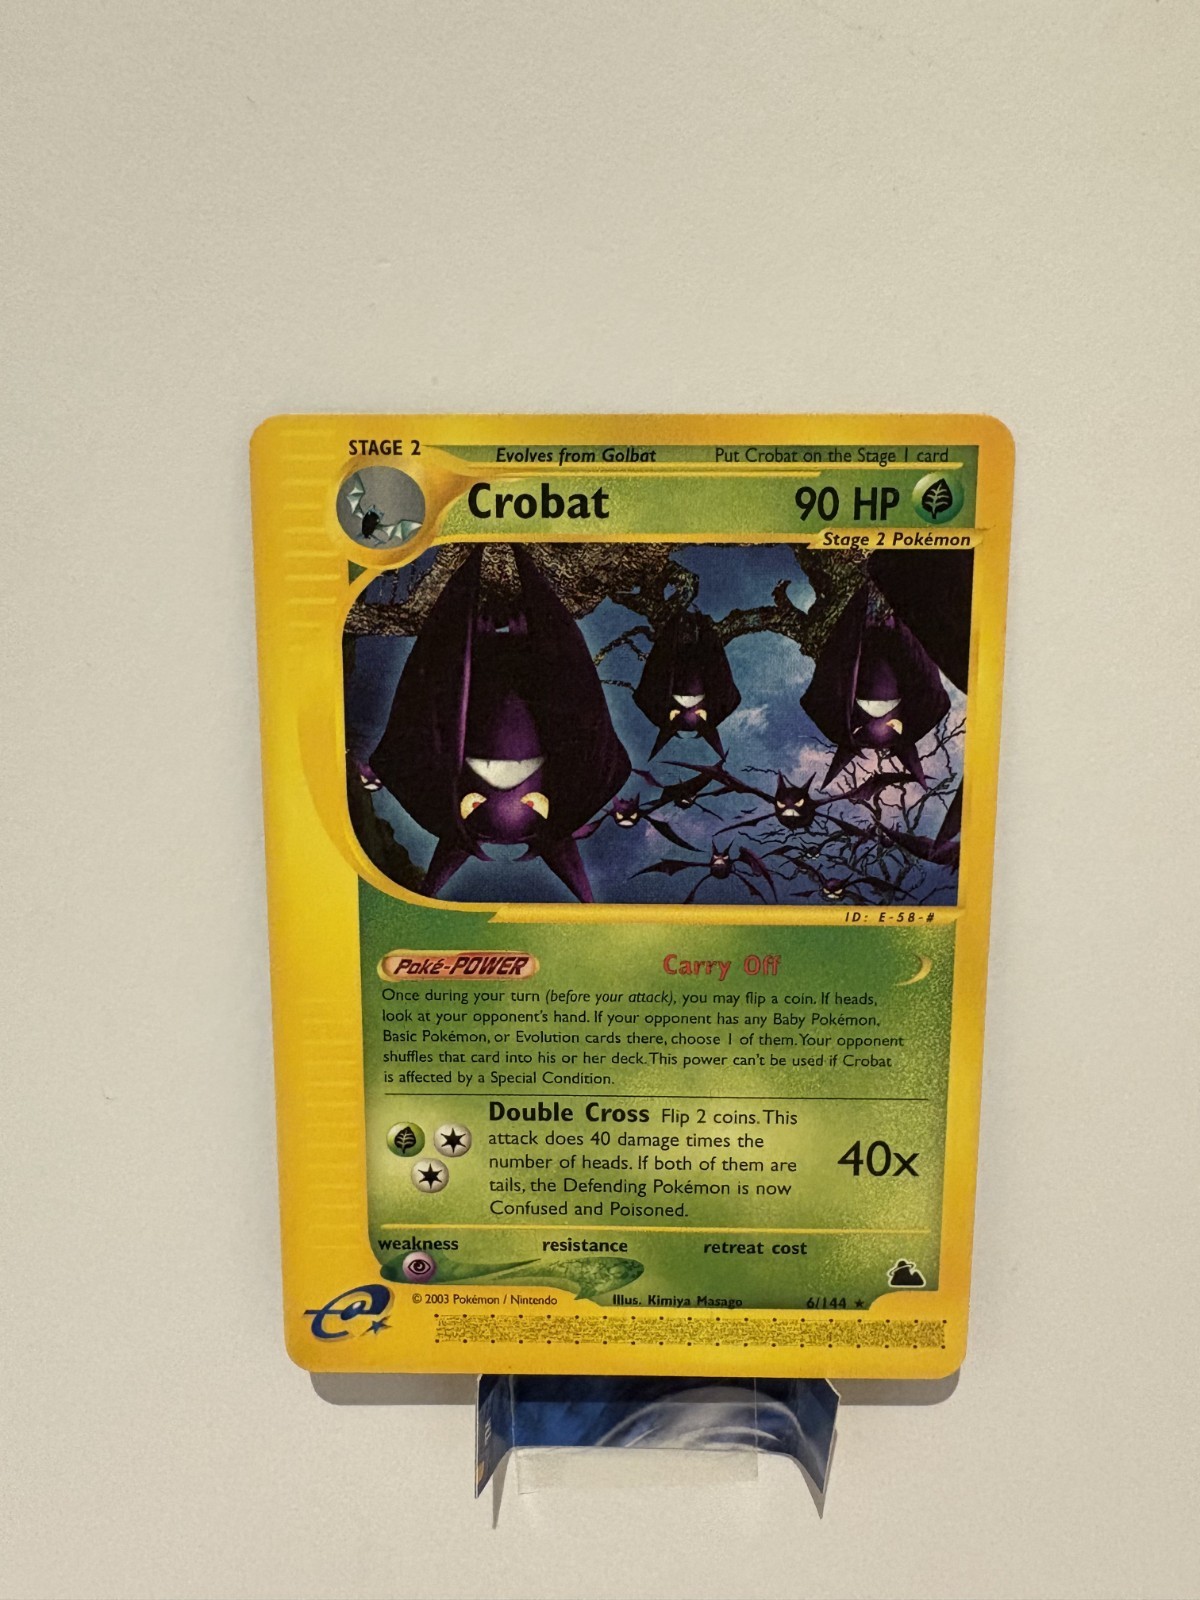 STAGE 2
Evolves from Golbat
Put Crobat on the Stage 1 card
Crobat
90 HP
Stage 2 Pokémon
ID: E-58-#
Poké-POWER
Carry Off
Once during your turn (before your attack), you may flip a coin. If heads,
look at your opponent's hand. If your opponent has any Baby Pokémon,
Basic Pokémon, or Evolution cards there, choose 1 of them. Your opponent
shuffles that card into his or her deck. This power can't be used if Crobat
is affected by a Special Condition.
Double Cross Flip 2 coins. This
attack does 40 damage times the
number of heads. If both of them are
tails, the Defending Pokémon is now
Confused and Poisoned.
40x
weakness
resistance
retreat cost
e
© 2003 Pokémon / Nintendo
Illus. Kimiya Masago
6/144 ★